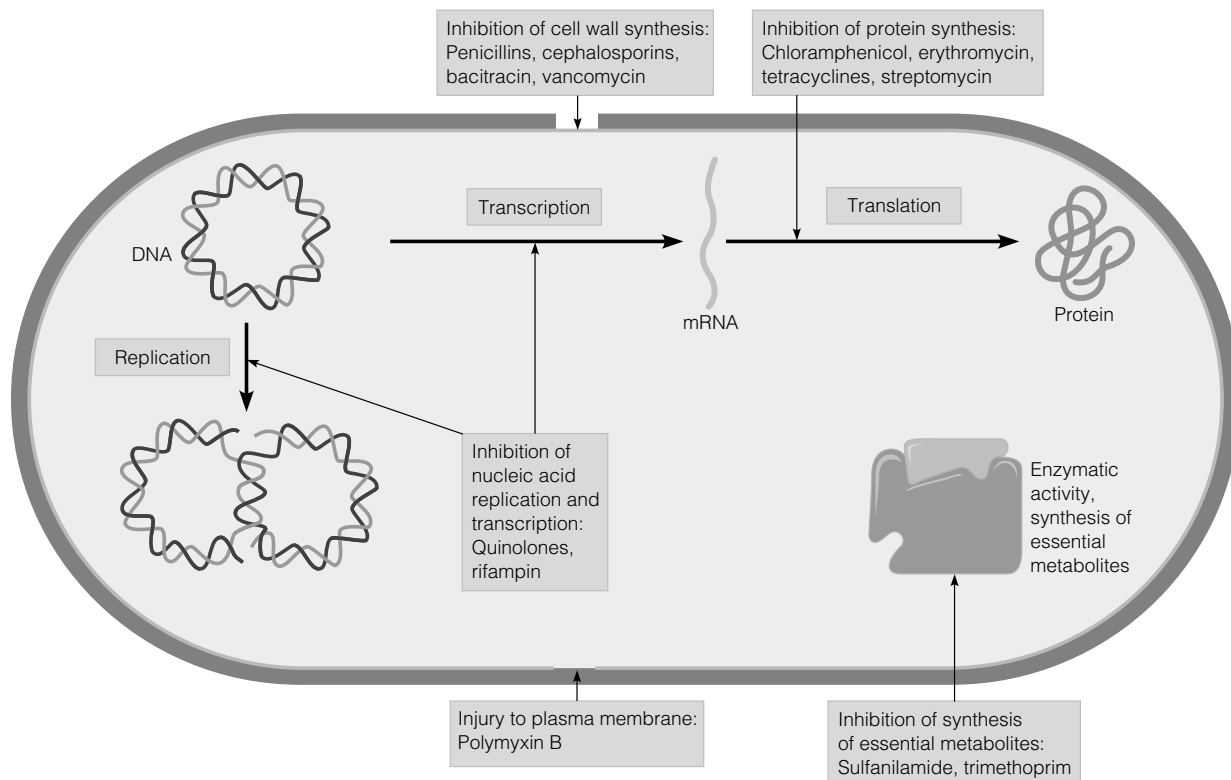 Inhibition of cell wall synthesis:
Penicillins, cephalosporins,
bacitracin, vancomycin
Inhibition of protein synthesis:
Chloramphenicol, erythromycin,
tetracyclines, streptomycin
Transcription
Translation
DNA
mRNA
Protein
Replication
Inhibition of
nucleic acid
replication and
transcription:
Quinolones,
rifampin
Enzymatic
activity,
synthesis of
essential
metabolites
Injury to plasma membrane:
Polymyxin B
Inhibition of synthesis
of essential metabolites:
Sulfanilamide, trimethoprim